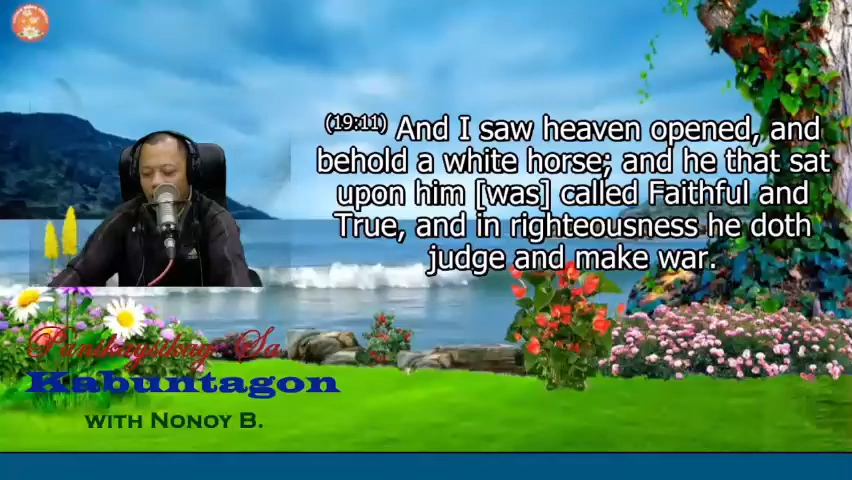 (19:11) And I saw heaven opened, and
behold a white horse; and he that sat
upon him [was] called Faithful and
True, and in righteousness he doth
judge and make war.
Panikaysikay Sa
Kabuntagon
WITH NONOY B.